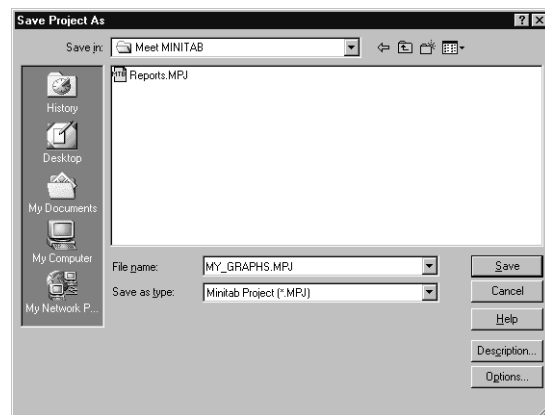 Save Project As
Save in: Meet MINITAB
Reports.MPJ
History
Desktop
My Documents
My Computer
My Network P...
File name: MY_GRAPHS.MPJ
Save as type: Minitab Project (*.MPJ)
Save
Cancel
Help
Description...
Options...